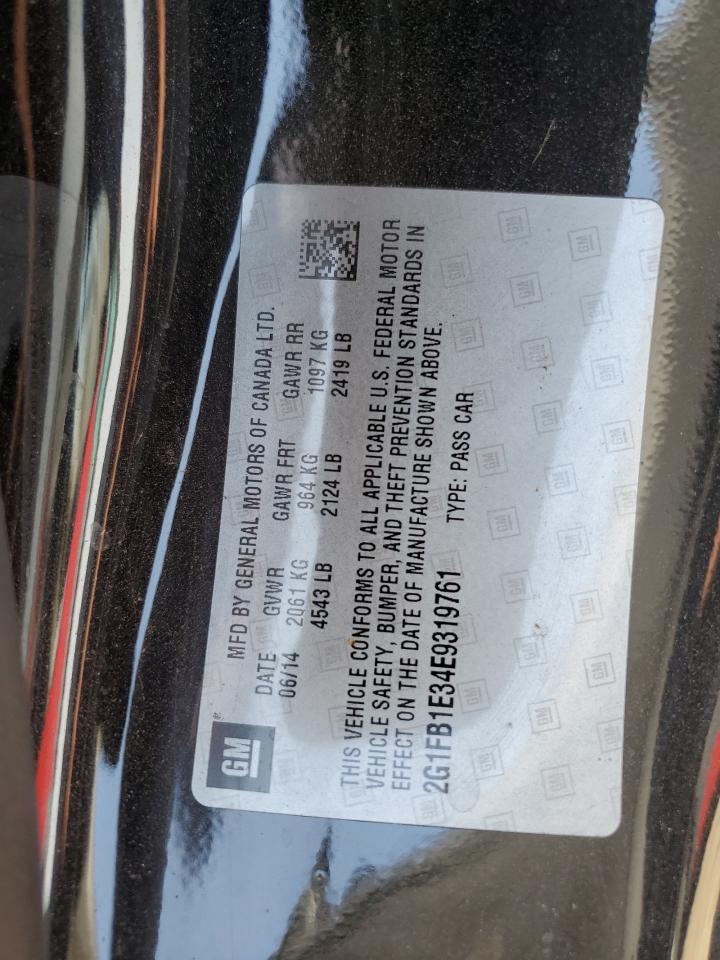 GM
MFD BY GENERAL MOTORS OF CANADA LTD.
DATE GVWR GAWR FRT GAWR RR
06/14 2061 KG 964 KG 1097 KG
4543 LB 2124 LB 2419 LB
THIS VEHICLE CONFORMS TO ALL APPLICABLE U.S. FEDERAL MOTOR
VEHICLE SAFETY, BUMPER, AND THEFT PREVENTION STANDARDS IN
EFFECT ON THE DATE OF MANUFACTURE SHOWN ABOVE.
2G1FB1E34E9319761 TYPE: PASS CAR